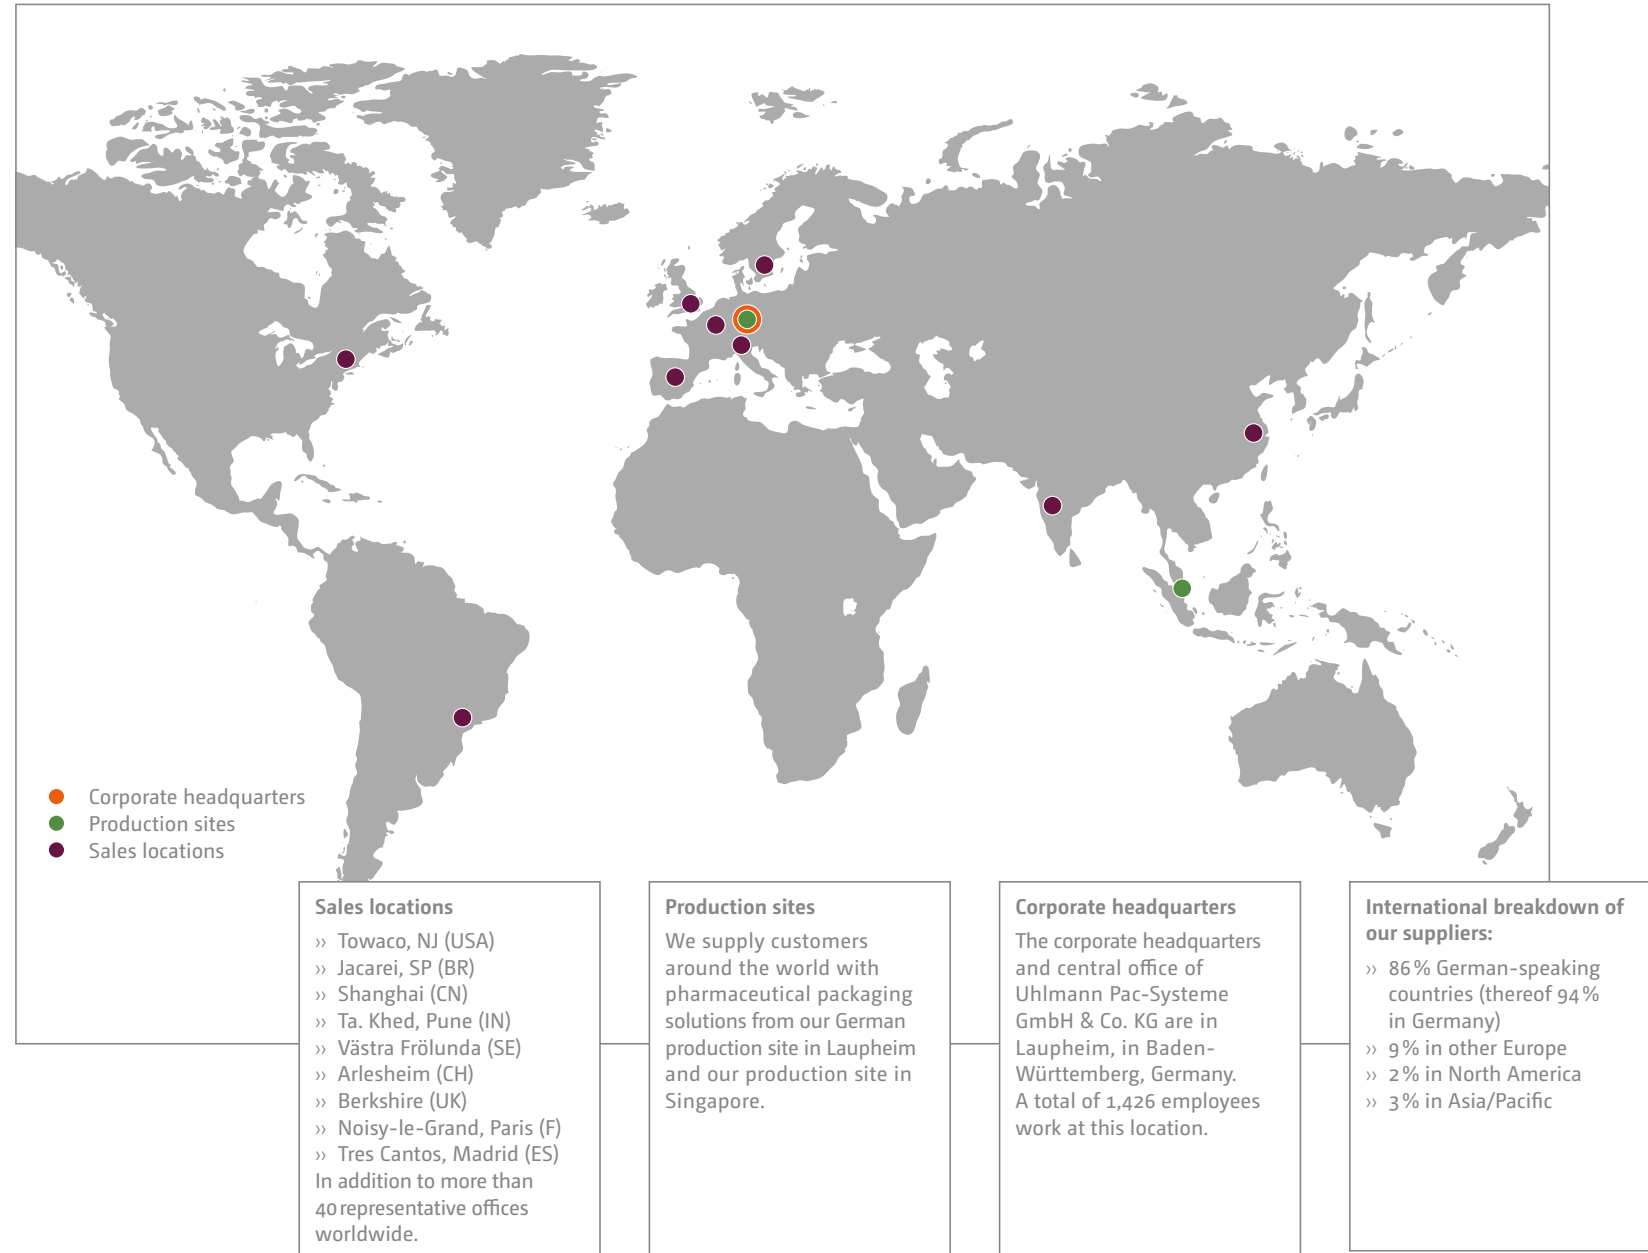 Corporate headquarters
Production sites
Sales locations
Sales locations
›› Towaco, NJ (USA)
›› Jacarei, SP (BR)
›› Shanghai (CN)
›› Ta. Khed, Pune (IN)
›› Västra Frölunda (SE)
›› Arlesheim (CH)
›› Berkshire (UK)
›› Noisy-le-Grand, Paris (F)
›› Tres Cantos, Madrid (ES)
In addition to more than
40 representative offices
worldwide.
Production sites
We supply customers
around the world with
pharmaceutical packaging
solutions from our German
production site in Laupheim
and our production site in
Singapore.
Corporate headquarters
The corporate headquarters
and central office of
Uhlmann Pac-Systeme
GmbH & Co. KG are in
Laupheim, in Baden-
Württemberg, Germany.
A total of 1,426 employees
work at this location.
International breakdown of
our suppliers:
›› 86 % German-speaking
countries (thereof 94 %
in Germany)
›› 9 % in other Europe
›› 2 % in North America
›› 3 % in Asia/Pacific